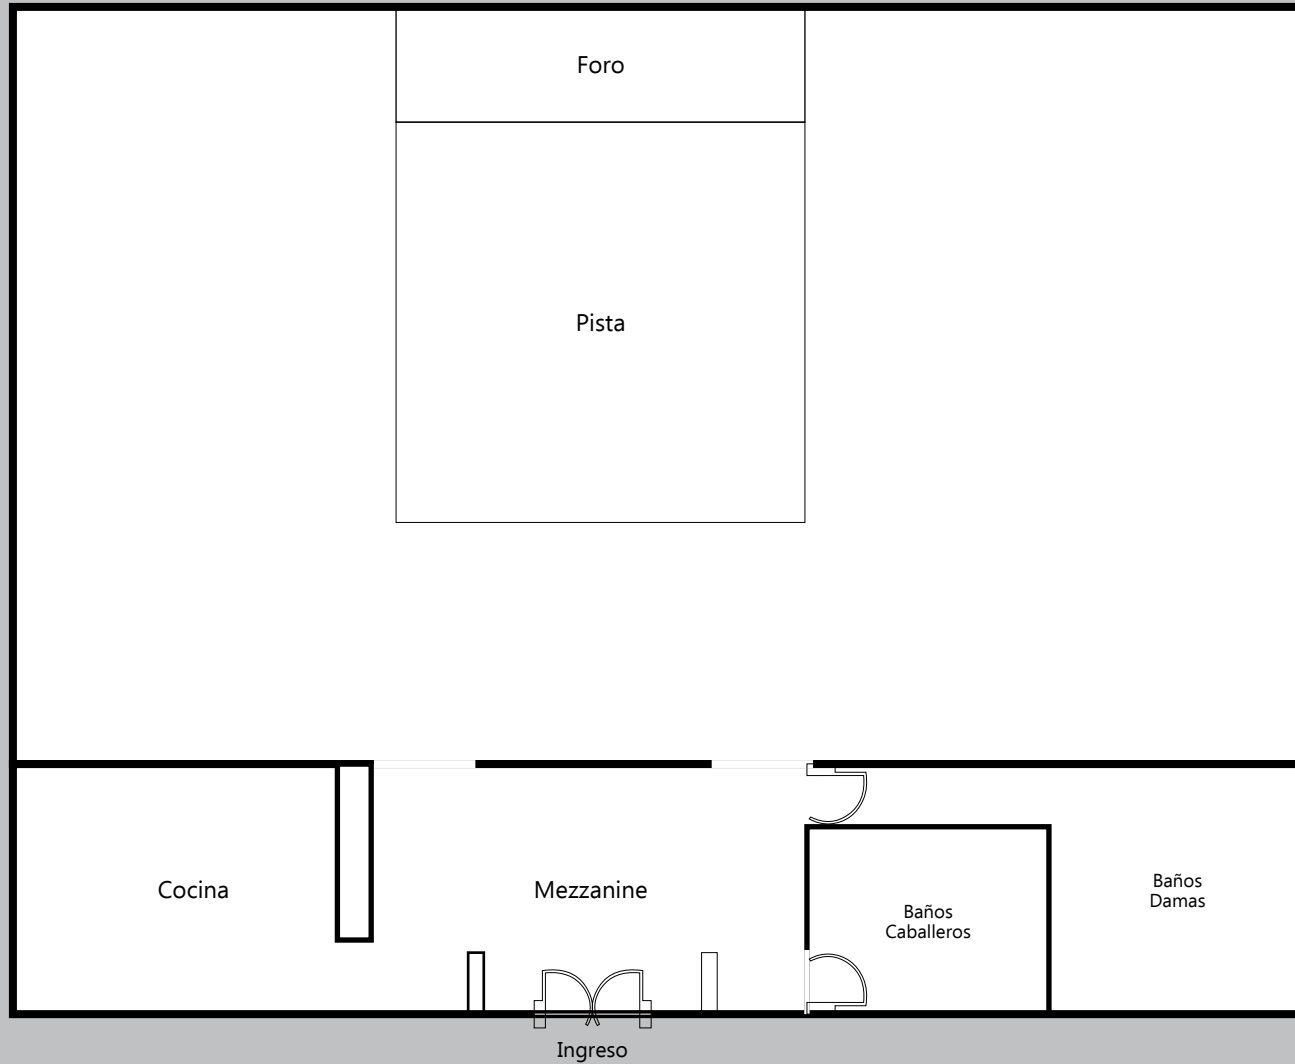 Foro
Pista
Cocina
Mezzanine
Baños
Caballeros
Baños
Damas
Ingreso